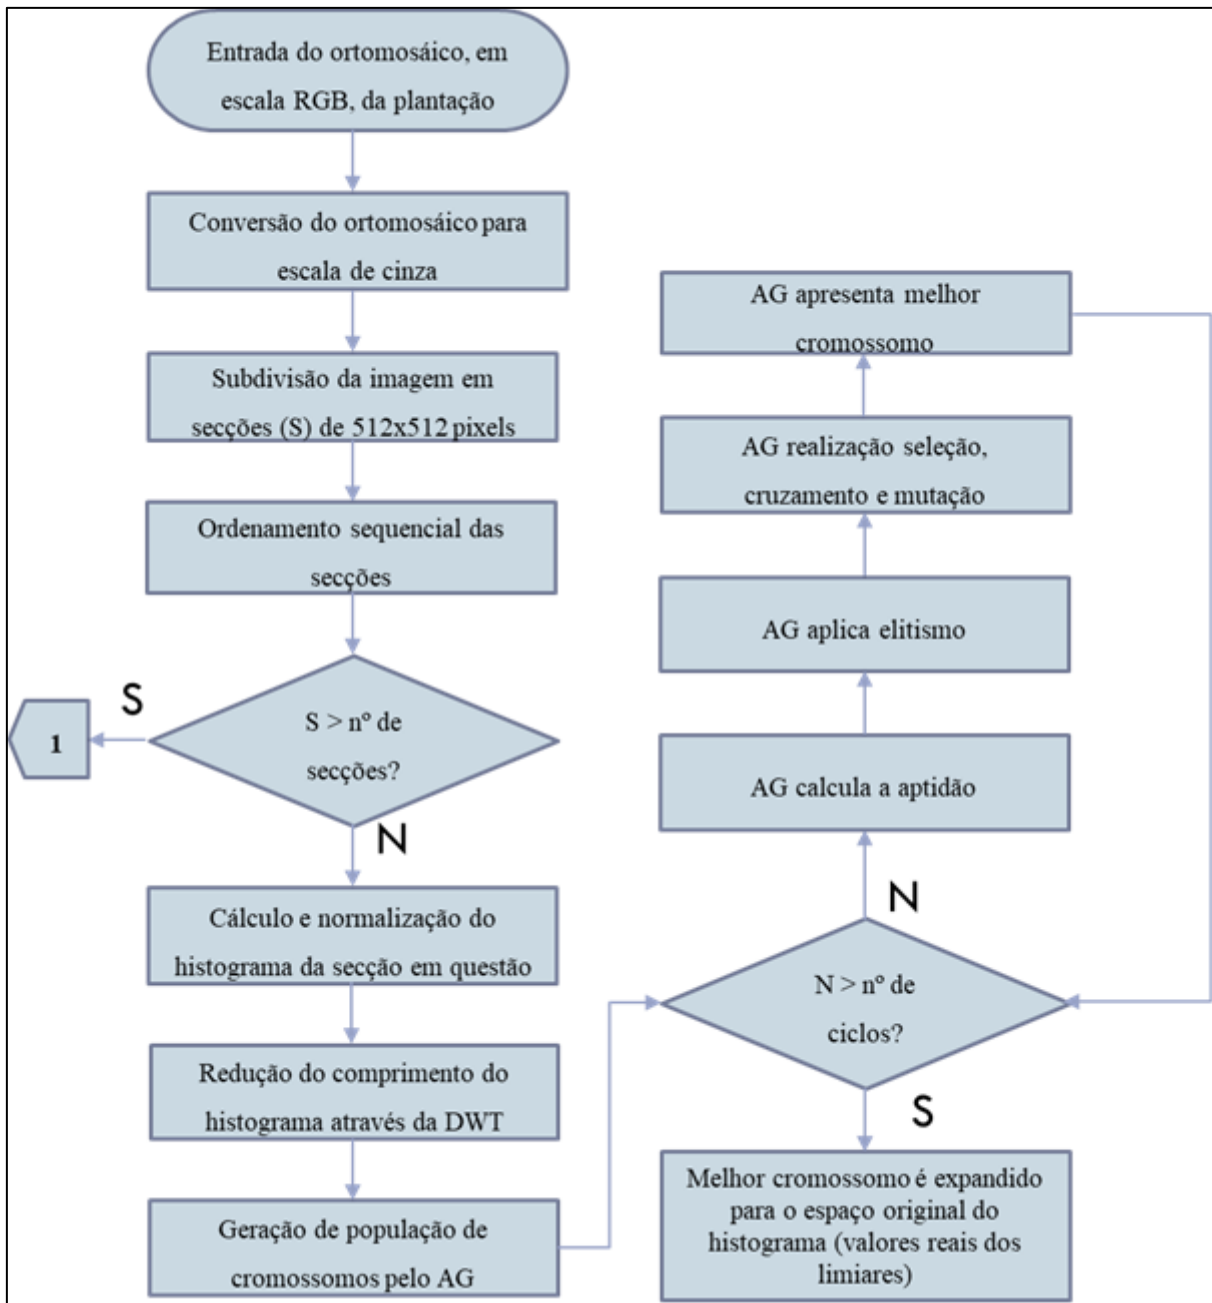 Entrada do ortomosáico, em
escala RGB, da plantação
Conversão do ortomosáico para
escala de cinza
Subdivisão da imagem em
secções (S) de 512x512 pixels
Ordenamento sequencial das
secções
S > nº de
secções?
S
1
N
Cálculo e normalização do
histograma da secção em questão
Redução do comprimento do
histograma através da DWT
Geração de população de
cromossomos pelo AG
N > nº de
ciclos?
N
AG calcula a aptidão
AG aplica elitismo
AG realização seleção,
cruzamento e mutação
AG apresenta melhor
cromossomo
S
Melhor cromossomo é expandido
para o espaço original do
histograma (valores reais dos
limiares)